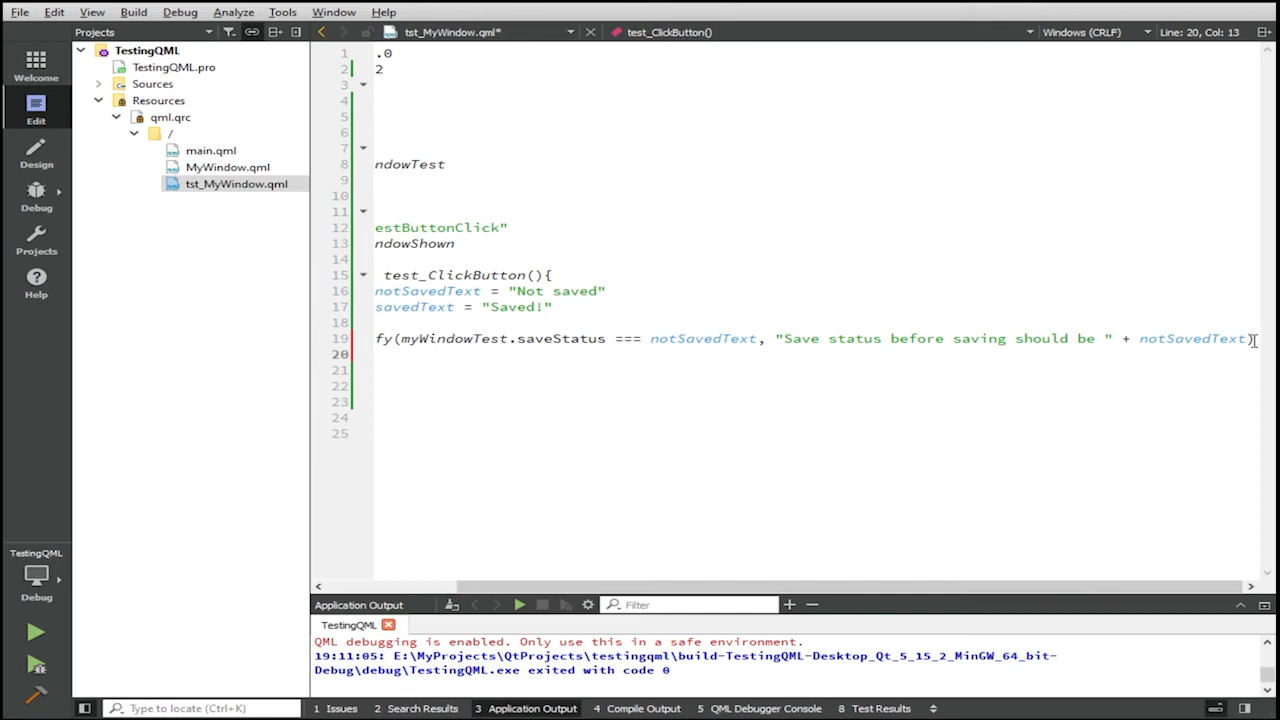 File Edit View Build Debug Analyze Tools Window Help
Projects tst_MyWindow.qml* test_ClickButton() Windows (CRLF) Line: 20, Col: 13
Welcome
Edit
Design
Debug
Projects
Help
TestingQML
Debug
TestingQML
TestingQML.pro
Sources
Resources
qml.qrc
/
main.qml
MyWindow.qml
tst_MyWindow.qml
1 .0
2 2
3
4
5
6
7
8 ndowTest
9
10
11
12 estButtonClick"
13 ndowShown
14
15 test_ClickButton(){
16 notSavedText = "Not saved"
17 savedText = "Saved!"
18
19 fy(myWindowTest.saveStatus === notSavedText, "Save status before saving should be " + notSavedText)
20
21
22
23
24
25
Application Output Filter
TestingQML
QML debugging is enabled. Only use this in a safe environment.
19:11:05: E:\MyProjects\QtProjects\testingqml\build-TestingQML-Desktop_Qt_5_15_2_MinGW_64_bit-
Debug\debug\TestingQML.exe exited with code 0
Type to locate (Ctrl+K) 1 Issues 2 Search Results 3 Application Output 4 Compile Output 5 QML Debugger Console 8 Test Results